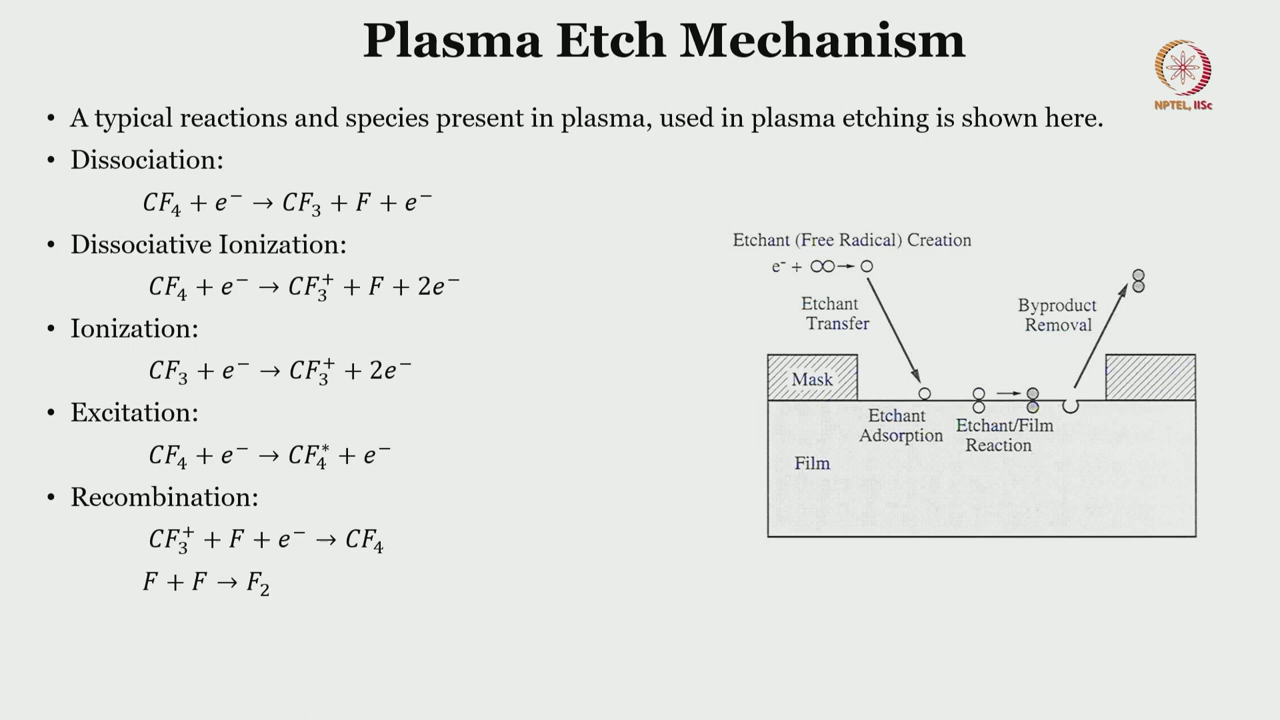 Plasma Etch Mechanism
NPTEL, IISc
• A typical reactions and species present in plasma, used in plasma etching is shown here.
• Dissociation:
CF₄ + e⁻ → CF₃ + F + e⁻
• Dissociative Ionization:
CF₄ + e⁻ → CF₃⁺ + F + 2e⁻
• Ionization:
CF₃ + e⁻ → CF₃⁺ + 2e⁻
• Excitation:
CF₄ + e⁻ → CF₄* + e⁻
• Recombination:
CF₃⁺ + F + e⁻ → CF₄
F + F → F₂
Etchant (Free Radical) Creation
e⁻ +
Etchant
Transfer
Byproduct
Removal
Mask
Etchant
Adsorption
Etchant/Film
Reaction
Film